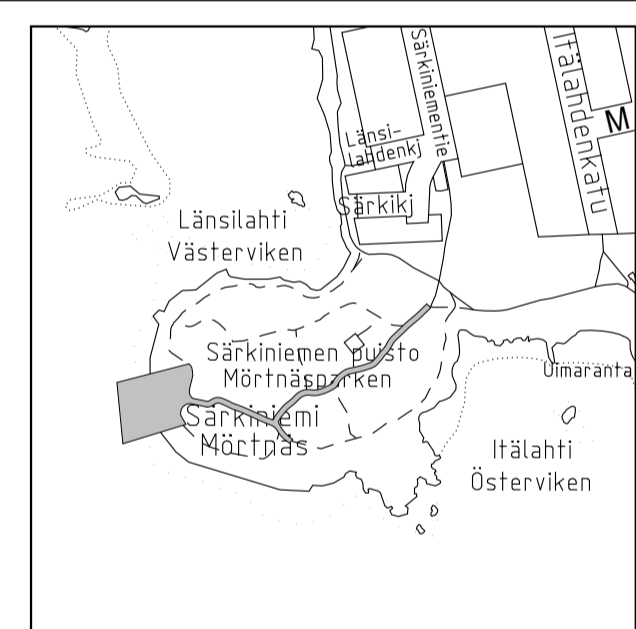 Särkiniementie
Itälahdenkatu
M
Länsi-
lahdenkj
Särkikj
Länsilahti
Västerviken
Särkiniemen puisto
Mörtnäsparken
Uimaranta
Särkiniemi
Mörtnäs
Itälahti
Österviken